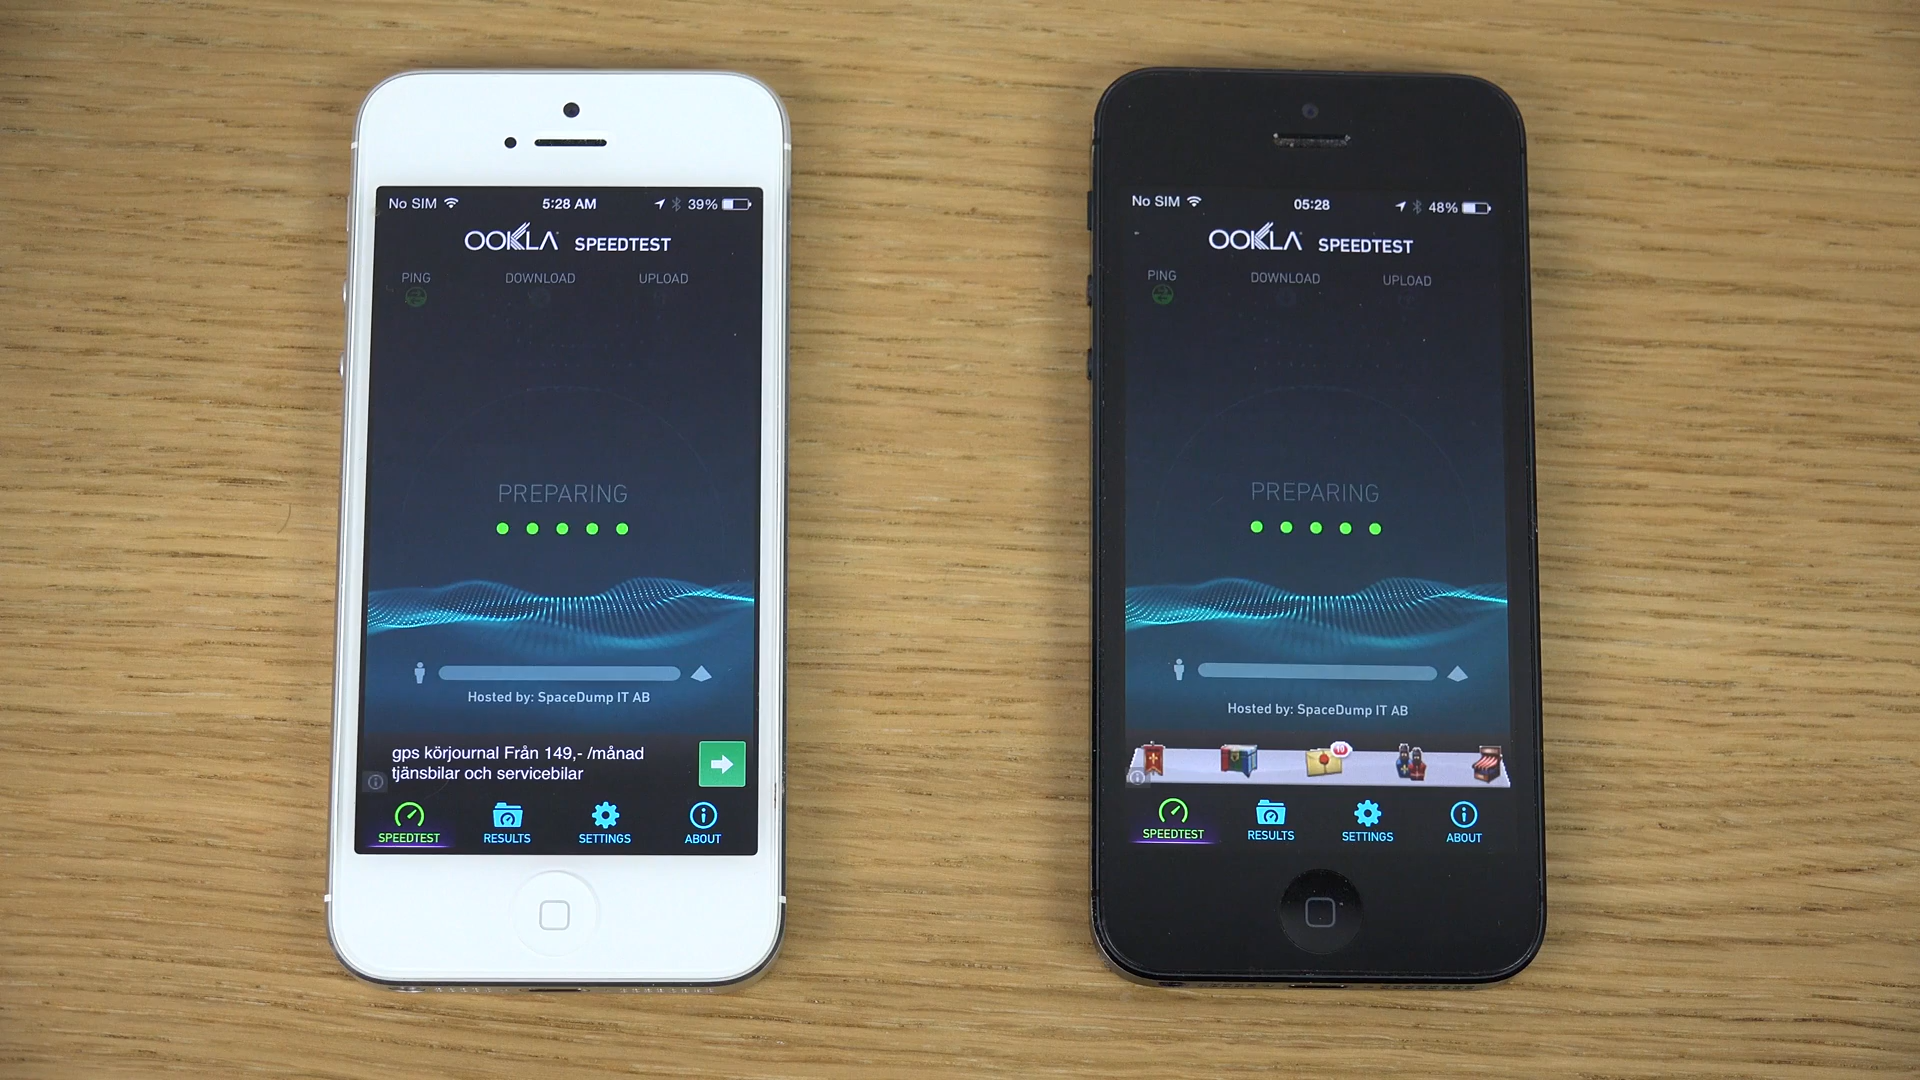 No SIM 5:28 AM 39%
OOKLA SPEEDTEST
PING DOWNLOAD UPLOAD
PREPARING
Hosted by: SpaceDump IT AB
gps körjournal Från 149,- /månad
tjänsbilar och servicebilar
SPEEDTEST RESULTS SETTINGS ABOUT
No SIM 05:28 48%
OOKLA SPEEDTEST
PING DOWNLOAD UPLOAD
PREPARING
Hosted by: SpaceDump IT AB
10
SPEEDTEST RESULTS SETTINGS ABOUT